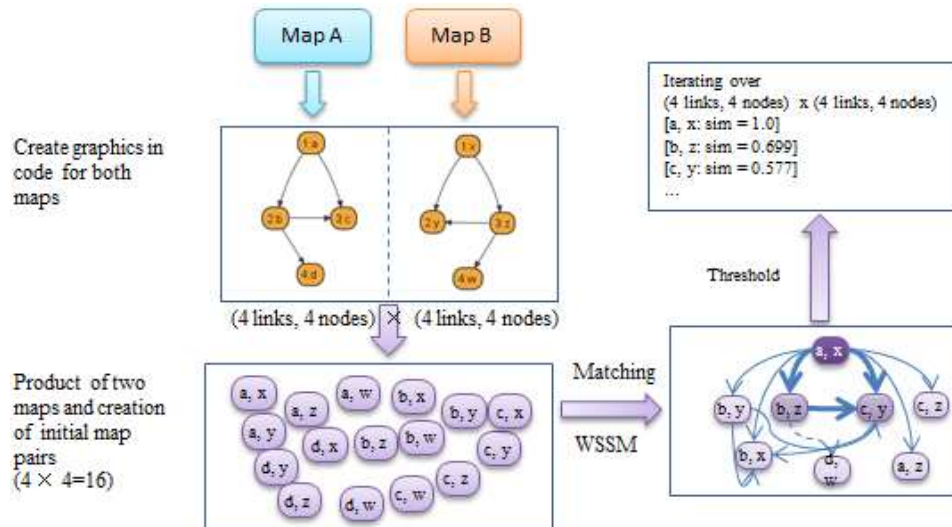 Map A
Map B
Create graphics in
code for both
maps
1 a
2 b
3 c
4 d
1 x
2 y
3 z
4 w
(4 links, 4 nodes) × (4 links, 4 nodes)
Iterating over
(4 links, 4 nodes) x (4 links, 4 nodes)
[a, x: sim = 1.0]
[b, z: sim = 0.699]
[c, y: sim = 0.577]
...
Threshold
Product of two
maps and creation
of initial map
pairs
(4 × 4=16)
a, x
a, z
a, w
b, x
b, y
c, x
a, y
d, x
b, z
b, w
c, y
d, y
d, z
d, w
c, w
c, z
Matching
WSSM
a, x
b, y
b, z
c, y
c, z
b, x
d,
w
a, z